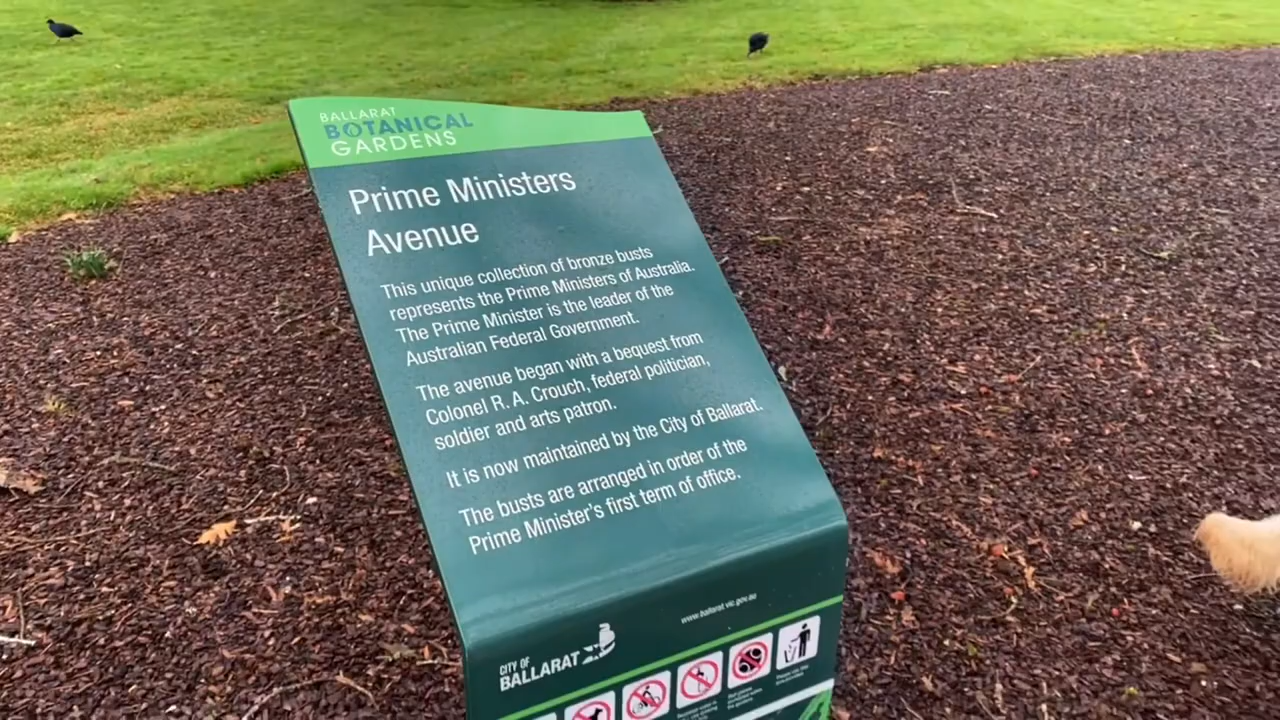 BALLARAT
BOTANICAL
GARDENS
Prime Ministers
Avenue
This unique collection of bronze busts
represents the Prime Ministers of Australia.
The Prime Minister is the leader of the
Australian Federal Government.
The avenue began with a bequest from
Colonel R. A. Crouch, federal politician,
soldier and arts patron.
It is now maintained by the City of Ballarat.
The busts are arranged in order of the
Prime Minister's first term of office.
www.ballarat.vic.gov.au
CITY OF
BALLARAT